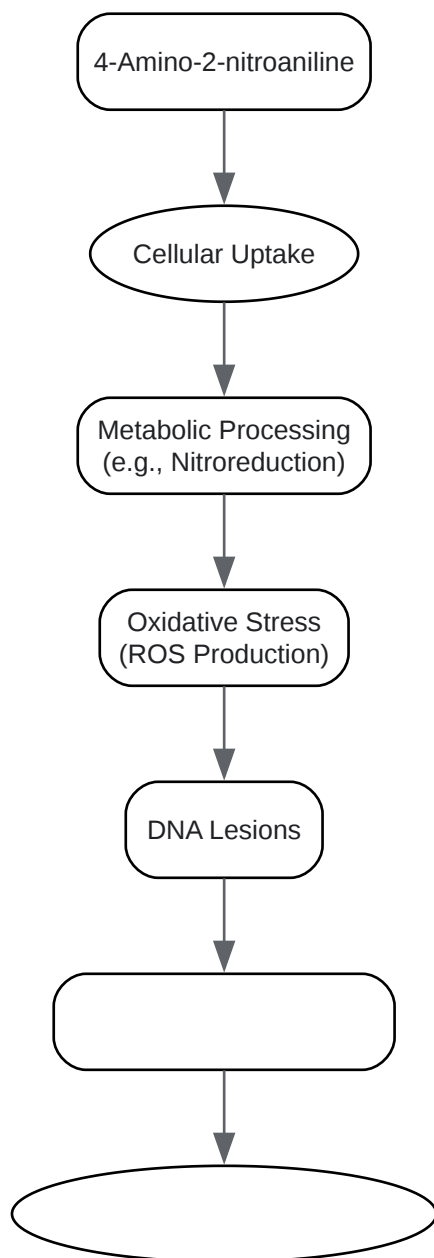 4-Amino-2-nitroaniline
Cellular Uptake
Metabolic Processing
(e.g., Nitroreduction)
Oxidative Stress
(ROS Production)
DNA Lesions